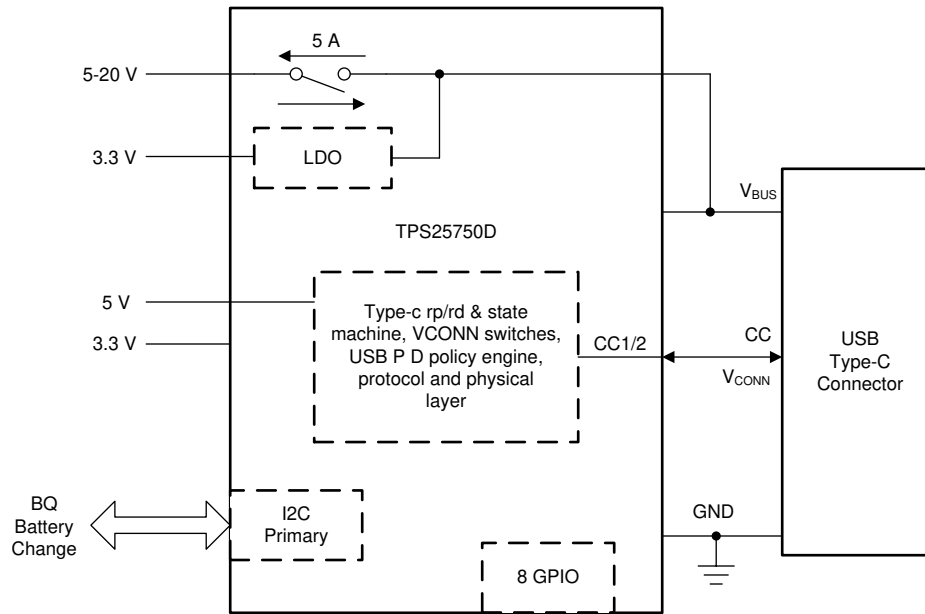 5 A
5-20 V
3.3 V
LDO
V_BUS
TPS25750D
5 V
3.3 V
Type-c rp/rd & state
machine, VCONN switches,
USB P D policy engine,
protocol and physical
layer
CC1/2
CC
V_CONN
USB
Type-C
Connector
BQ
Battery
Change
I2C
Primary
GND
8 GPIO